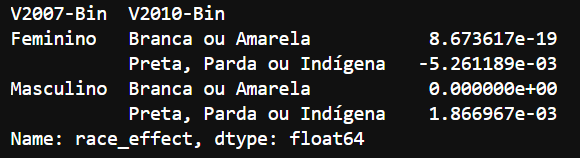 V2007-Bin  V2010-Bin
Feminino   Branca ou Amarela           8.673617e-19
           Preta, Parda ou Indígena   -5.261189e-03
Masculino  Branca ou Amarela           0.000000e+00
           Preta, Parda ou Indígena    1.866967e-03
Name: race_effect, dtype: float64